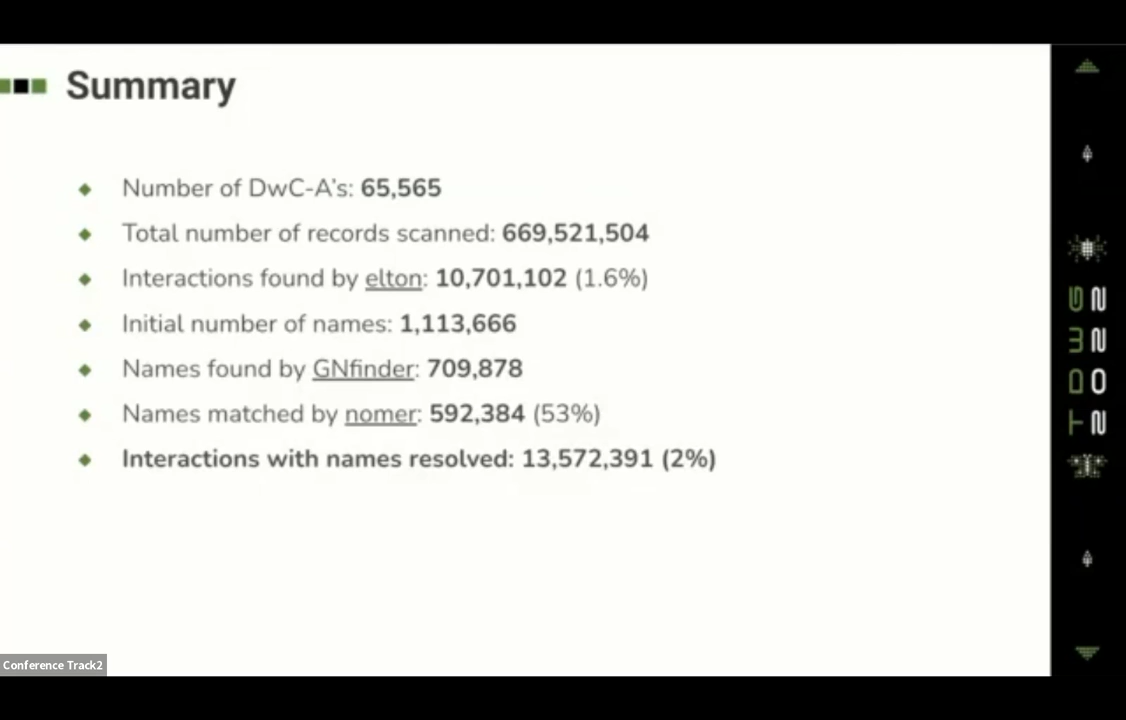 Summary
Number of DwC-A's: 65,565
Total number of records scanned: 669,521,504
Interactions found by elton: 10,701,102 (1.6%)
Initial number of names: 1,113,666
Names found by GNfinder: 709,878
Names matched by nomer: 592,384 (53%)
Interactions with names resolved: 13,572,391 (2%)
Conference Track2